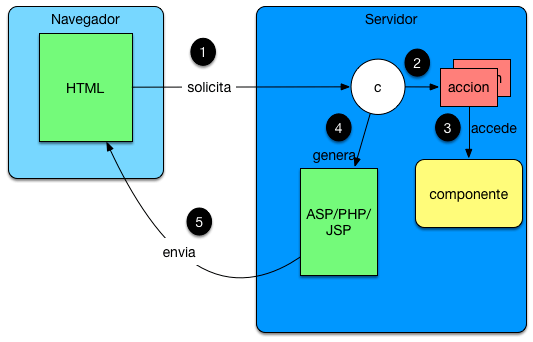 Navegador
Servidor
1
2
HTML
solicita
c
accion
n
4
3
accede
genera
componente
ASP/PHP/
JSP
5
envia